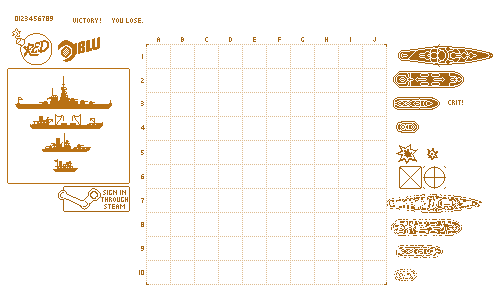 0123456789 VICTORY! YOU LOSE.
XZED
BLU
A B C D E F G H I J
1
2
3
CRIT!
4
5
6
SIGN IN
THROUGH
STEAM
7
8
9
10